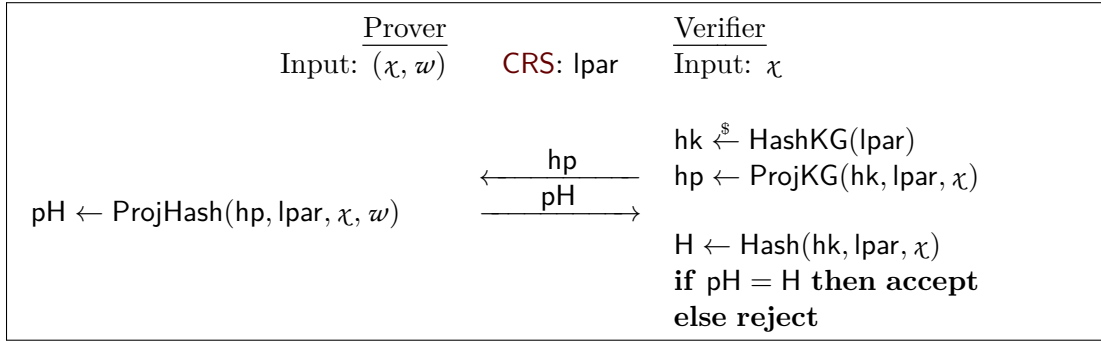 Prover Verifier
Input: (χ, w) CRS: lpar Input: χ
hk ←$ HashKG(lpar)
hp hp ← ProjKG(hk, lpar, χ)
pH ← ProjHash(hp, lpar, χ, w) pH
H ← Hash(hk, lpar, χ)
if pH = H then accept
else reject